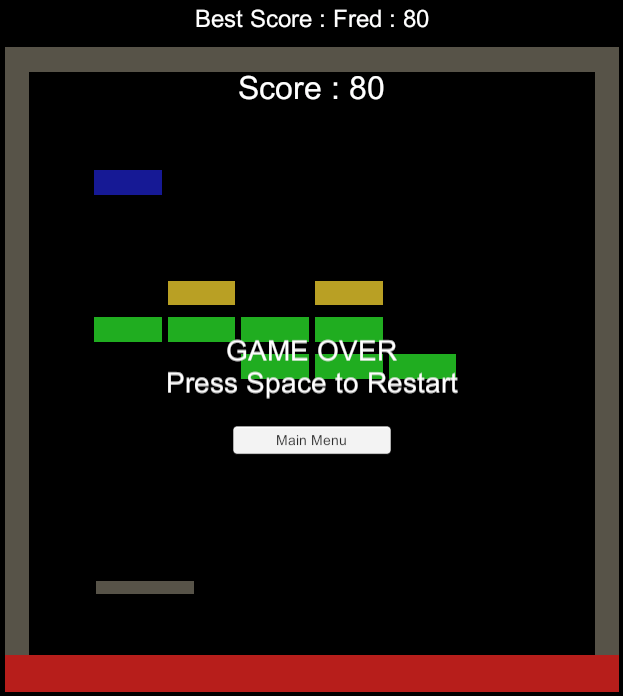 Best Score : Fred : 80
Score : 80
GAME OVER
Press Space to Restart
Main Menu